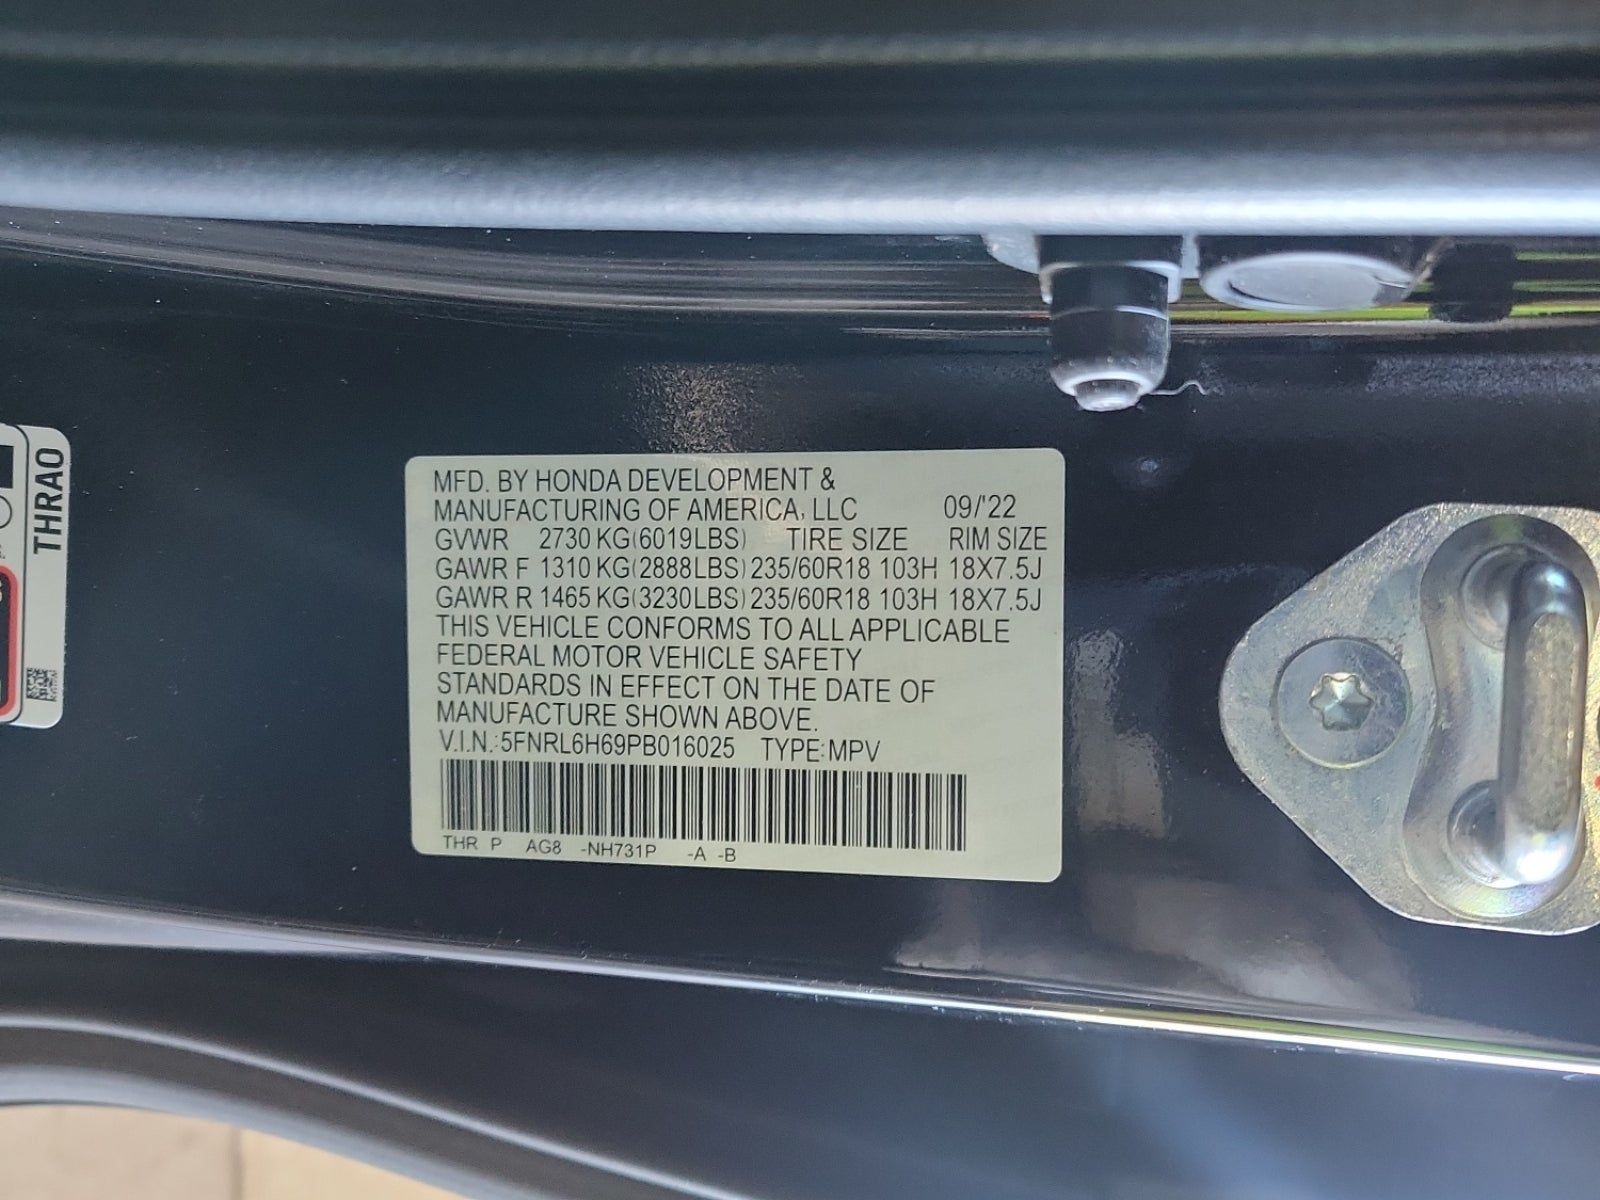 MFD. BY HONDA DEVELOPMENT &
MANUFACTURING OF AMERICA, LLC 09/'22
GVWR 2730 KG(6019LBS) TIRE SIZE RIM SIZE
GAWR F 1310 KG(2888LBS) 235/60R18 103H 18X7.5J
GAWR R 1465 KG(3230LBS) 235/60R18 103H 18X7.5J
THIS VEHICLE CONFORMS TO ALL APPLICABLE
FEDERAL MOTOR VEHICLE SAFETY
STANDARDS IN EFFECT ON THE DATE OF
MANUFACTURE SHOWN ABOVE.
V.I.N.:5FNRL6H69PB016025 TYPE:MPV
THR P AG8 -NH731P -A -B
THRAO